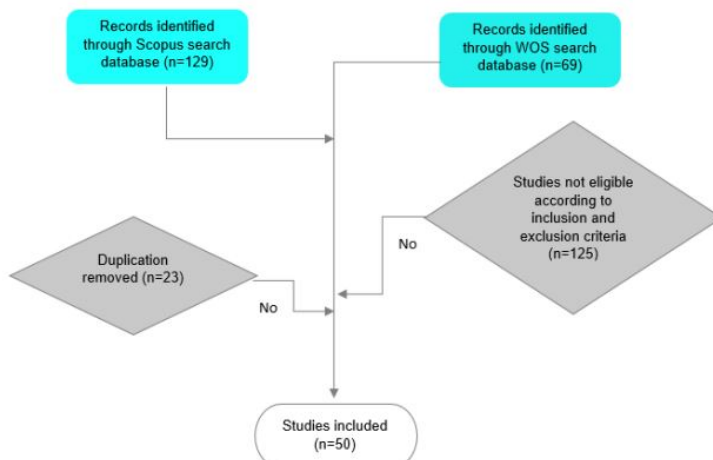 Records identified
through Scopus search
database (n=129)
Records identified
through WOS search
database (n=69)
Studies not eligible
according to
inclusion and
exclusion criteria
(n=125)
No
Duplication
removed (n=23)
No
Studies included
(n=50)